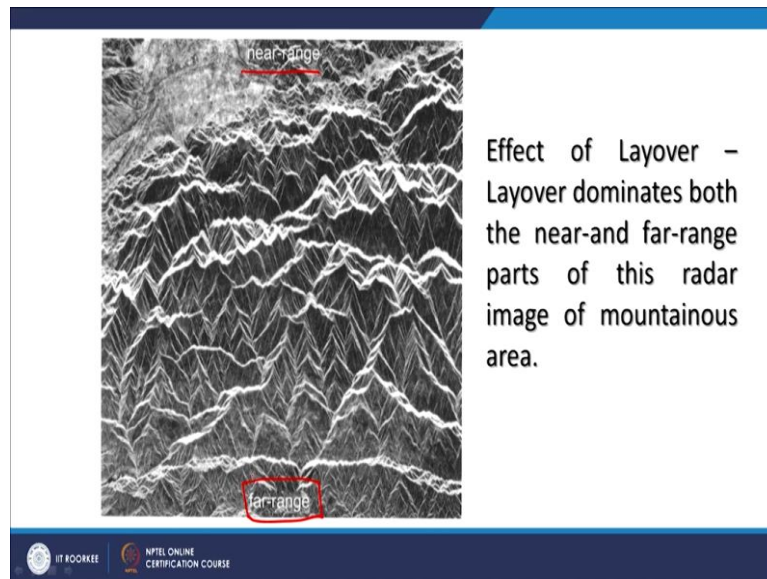 near-range
Effect of Layover –
Layover dominates both
the near-and far-range
parts of this radar
image of mountainous
area.
far-range
IIT ROORKEE
NPTEL ONLINE
CERTIFICATION COURSE